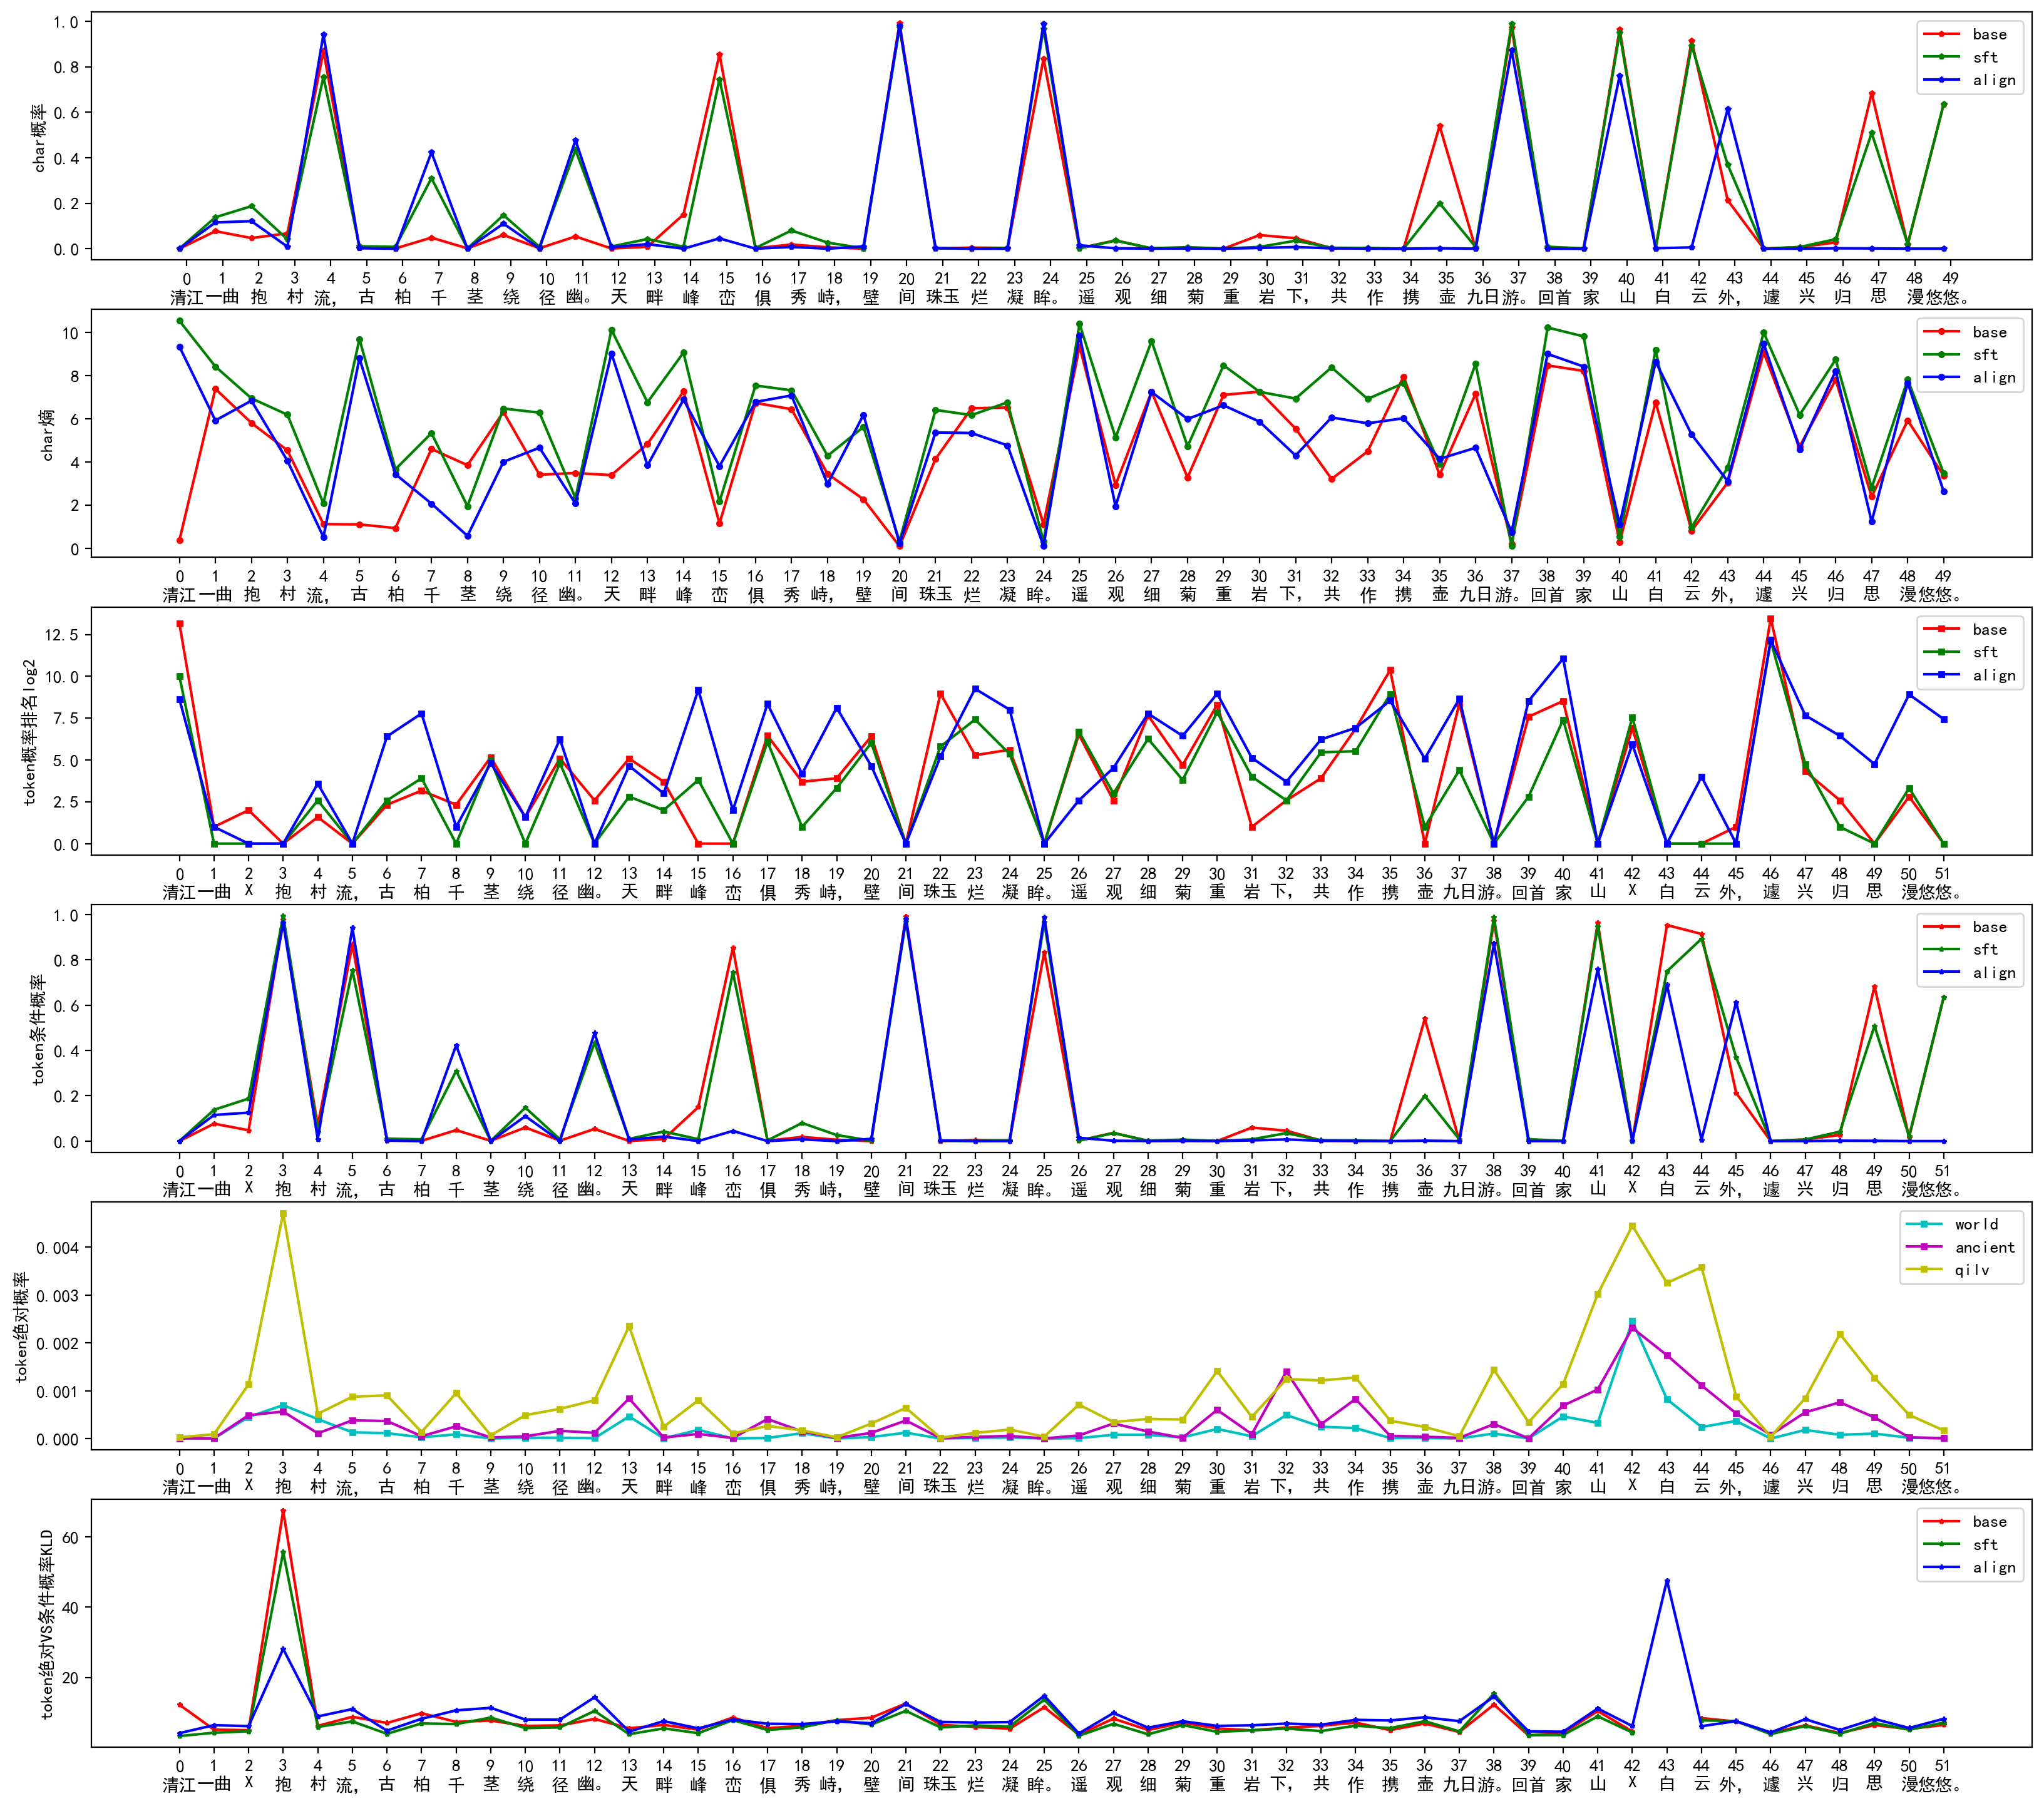 char概率
1.0
0.8
0.6
0.4
0.2
0.0
base
sft
align
0 1 2 3 4 5 6 7 8 9 10 11 12 13 14 15 16 17 18 19 20 21 22 23 24 25 26 27 28 29 30 31 32 33 34 35 36 37 38 39 40 41 42 43 44 45 46 47 48 49
清江 一曲 抱 村 流, 古 柏 千 茎 绕 径 幽。 天 畔 峰 峦 俱 秀 峙, 壁 间 珠玉 烂 凝 眸。 遥 观 细 菊 重 岩 下, 共 作 携 壶 九日 游。 回首 家 山 白 云 外, 遽 兴 归 思 漫 悠悠。
char熵
10
8
6
4
2
0
base
sft
align
0 1 2 3 4 5 6 7 8 9 10 11 12 13 14 15 16 17 18 19 20 21 22 23 24 25 26 27 28 29 30 31 32 33 34 35 36 37 38 39 40 41 42 43 44 45 46 47 48 49
清江 一曲 抱 村 流, 古 柏 千 茎 绕 径 幽。 天 畔 峰 峦 俱 秀 峙, 壁 间 珠玉 烂 凝 眸。 遥 观 细 菊 重 岩 下, 共 作 携 壶 九日 游。 回首 家 山 白 云 外, 遽 兴 归 思 漫 悠悠。
token概率排名log2
12.5
10.0
7.5
5.0
2.5
0.0
base
sft
align
0 1 2 3 4 5 6 7 8 9 10 11 12 13 14 15 16 17 18 19 20 21 22 23 24 25 26 27 28 29 30 31 32 33 34 35 36 37 38 39 40 41 42 43 44 45 46 47 48 49 50 51
清江 一曲 X 抱 村 流, 古 柏 千 茎 绕 径 幽。 天 畔 峰 峦 俱 秀 峙, 壁 间 珠玉 烂 凝 眸。 遥 观 细 菊 重 岩 下, 共 作 携 壶 九日 游。 回首 家 山 X 白 云 外, 遽 兴 归 思 漫 悠悠。
token条件概率
1.0
0.8
0.6
0.4
0.2
0.0
base
sft
align
0 1 2 3 4 5 6 7 8 9 10 11 12 13 14 15 16 17 18 19 20 21 22 23 24 25 26 27 28 29 30 31 32 33 34 35 36 37 38 39 40 41 42 43 44 45 46 47 48 49 50 51
清江 一曲 X 抱 村 流, 古 柏 千 茎 绕 径 幽。 天 畔 峰 峦 俱 秀 峙, 壁 间 珠玉 烂 凝 眸。 遥 观 细 菊 重 岩 下, 共 作 携 壶 九日 游。 回首 家 山 X 白 云 外, 遽 兴 归 思 漫 悠悠。
token绝对概率
0.004
0.003
0.002
0.001
0.000
world
ancient
qilv
0 1 2 3 4 5 6 7 8 9 10 11 12 13 14 15 16 17 18 19 20 21 22 23 24 25 26 27 28 29 30 31 32 33 34 35 36 37 38 39 40 41 42 43 44 45 46 47 48 49 50 51
清江 一曲 X 抱 村 流, 古 柏 千 茎 绕 径 幽。 天 畔 峰 峦 俱 秀 峙, 壁 间 珠玉 烂 凝 眸。 遥 观 细 菊 重 岩 下, 共 作 携 壶 九日 游。 回首 家 山 X 白 云 外, 遽 兴 归 思 漫 悠悠。
token绝对VS条件概率KLD
60
40
20
base
sft
align
0 1 2 3 4 5 6 7 8 9 10 11 12 13 14 15 16 17 18 19 20 21 22 23 24 25 26 27 28 29 30 31 32 33 34 35 36 37 38 39 40 41 42 43 44 45 46 47 48 49 50 51
清江 一曲 X 抱 村 流, 古 柏 千 茎 绕 径 幽。 天 畔 峰 峦 俱 秀 峙, 壁 间 珠玉 烂 凝 眸。 遥 观 细 菊 重 岩 下, 共 作 携 壶 九日 游。 回首 家 山 X 白 云 外, 遽 兴 归 思 漫 悠悠。